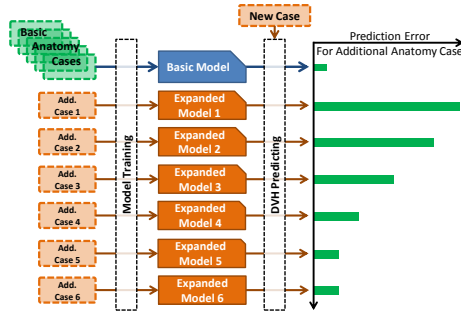 New Case
Prediction Error
For Additional Anatomy Case
Basic
Anatomy
Cases
Basic Model
Add.
Case 1
Expanded
Model 1
Add.
Case 2
Expanded
Model 2
Add.
Case 3
Expanded
Model 3
Add.
Case 4
Expanded
Model 4
Add.
Case 5
Expanded
Model 5
Add.
Case 6
Expanded
Model 6
Model Training
DVH Predicting